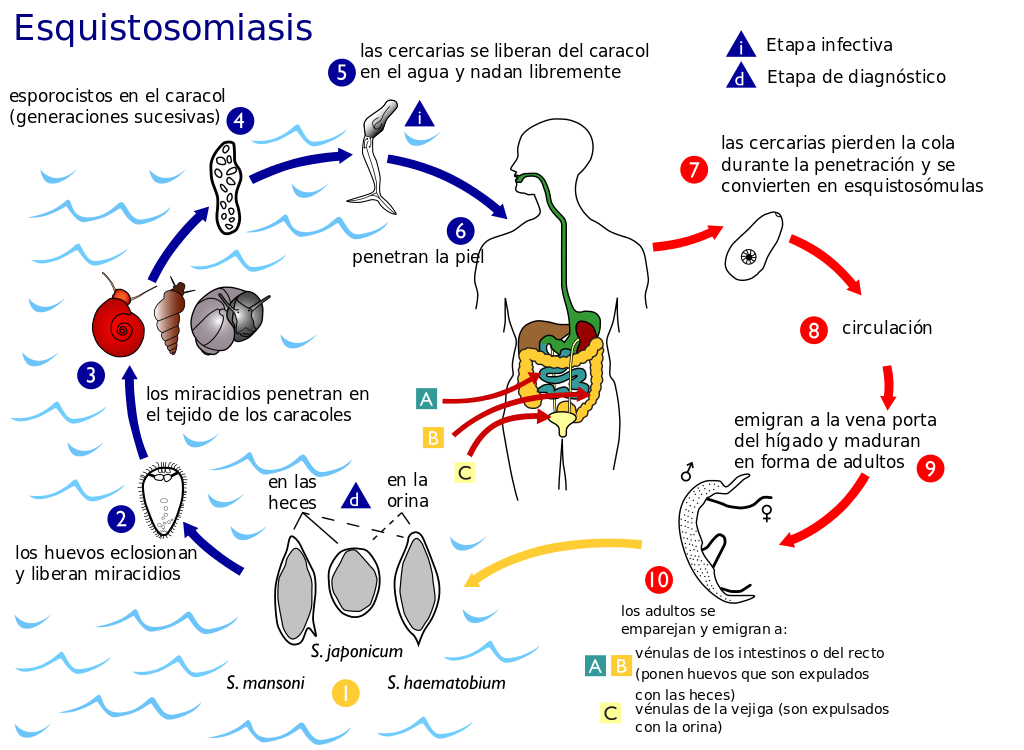 Esquistosomiasis
i Etapa infectiva
d Etapa de diagnóstico
5 las cercarias se liberan del caracol
en el agua y nadan libremente
i
esporocistos en el caracol
(generaciones sucesivas) 4
6
penetran la piel
7 las cercarias pierden la cola
durante la penetración y se
convierten en esquistosómulas
8 circulación
3
los miracidios penetran en
el tejido de los caracoles
A
B
C
emigran a la vena porta
del hígado y maduran
en forma de adultos 9
♂
♀
2
los huevos eclosionan
y liberan miracidios
en las
heces
d
en la
orina
S. japonicum
S. mansoni
1
S. haematobium
10
los adultos se
emparejan y emigran a:
A B vénulas de los intestinos o del recto
(ponen huevos que son expulados
con las heces)
C vénulas de la vejiga (son expulsados
con la orina)